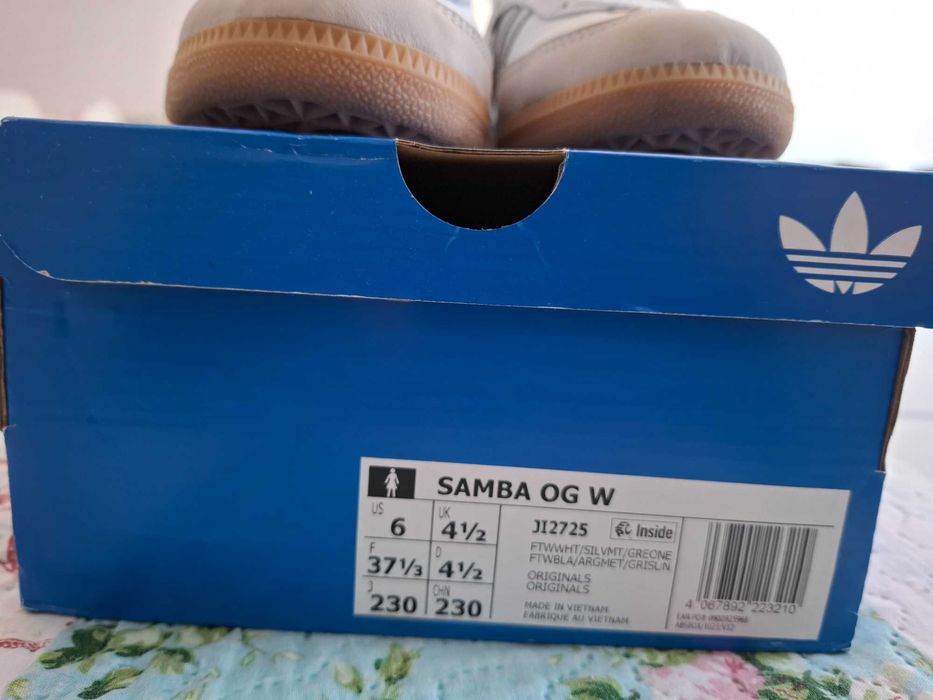 SAMBA OG W
US 6 UK 4½
F 37⅓ D 4½
J 230 CHN 230
JI2725 Inside
FTWWHT/SILVMT/GREONE
FTWBLA/ARGMET/GRISUN
ORIGINALS
ORIGINALS
MADE IN VIETNAM
FABRIQUE AU VIETNAM
4 067892 223210